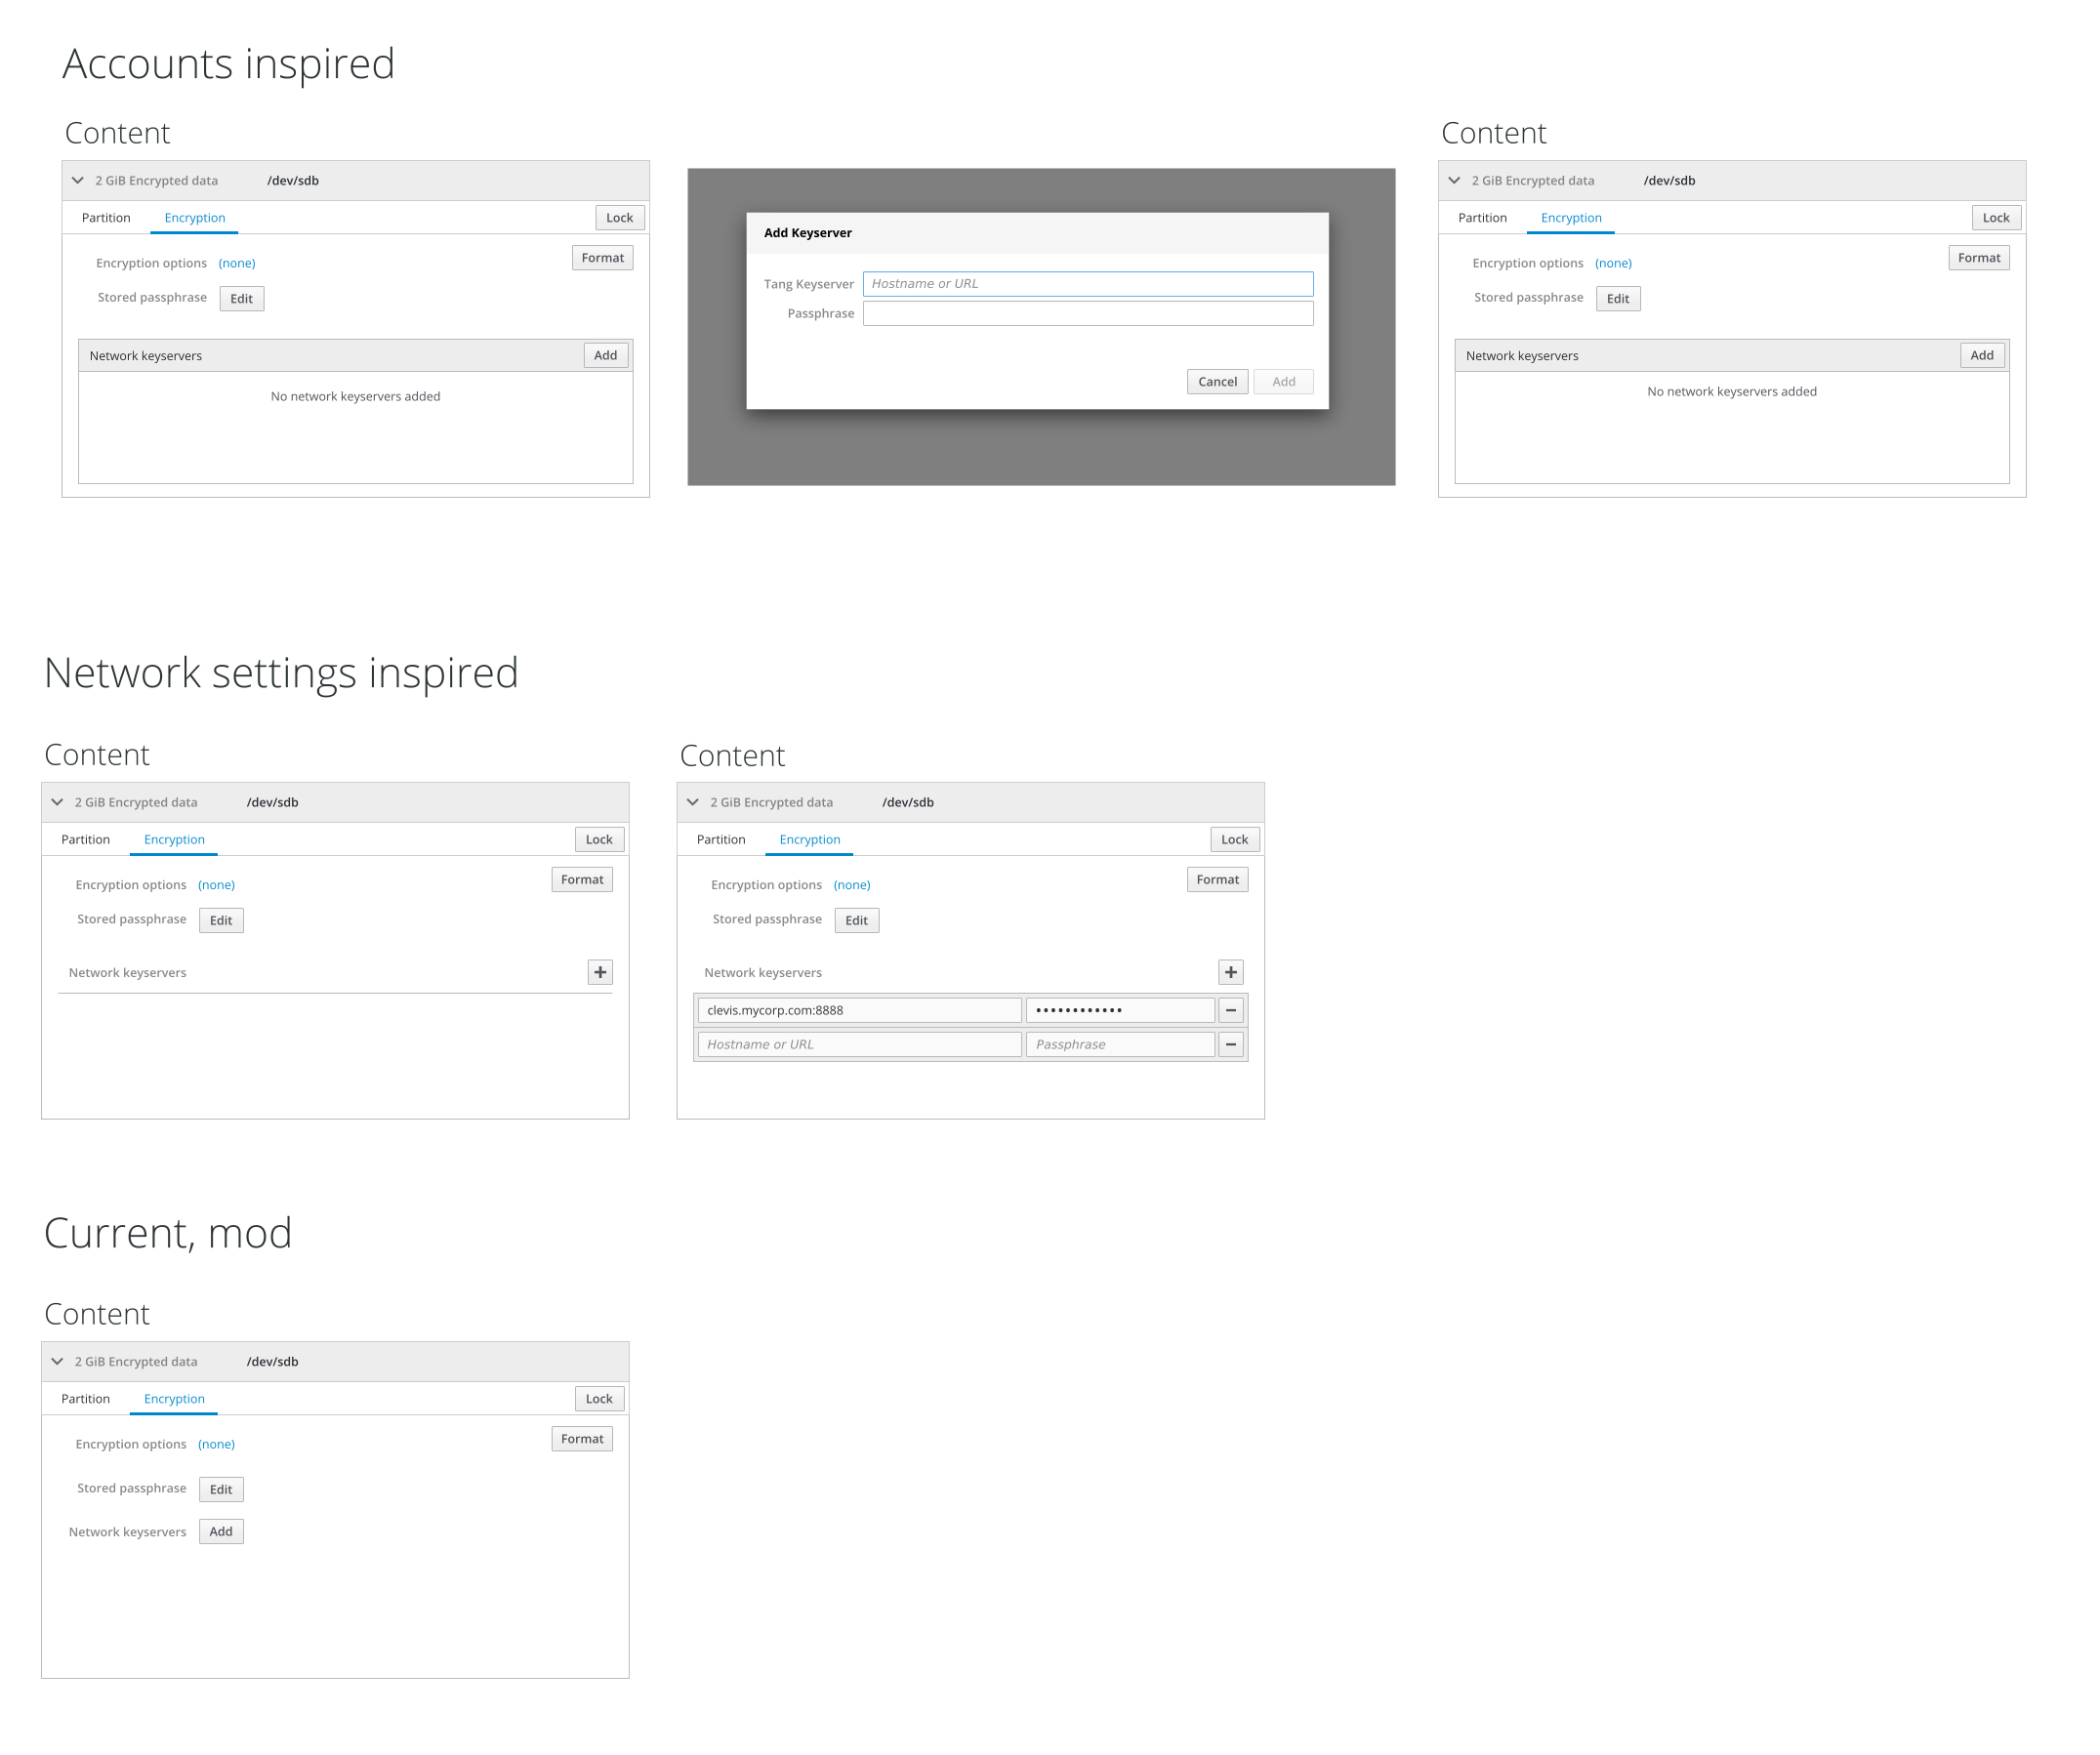 Accounts inspired
Content
2 GiB Encrypted data /dev/sdb
Partition Encryption Lock
Encryption options (none) Format
Stored passphrase Edit
Network keyservers Add
No network keyservers added
Add Keyserver
Tang Keyserver Hostname or URL
Passphrase
Cancel Add
Content
2 GiB Encrypted data /dev/sdb
Partition Encryption Lock
Encryption options (none) Format
Stored passphrase Edit
Network keyservers Add
No network keyservers added
Network settings inspired
Content
2 GiB Encrypted data /dev/sdb
Partition Encryption Lock
Encryption options (none) Format
Stored passphrase Edit
Network keyservers +
Content
2 GiB Encrypted data /dev/sdb
Partition Encryption Lock
Encryption options (none) Format
Stored passphrase Edit
Network keyservers +
clevis.mycorp.com:8888 •••••••••••• −
Hostname or URL Passphrase −
Current, mod
Content
2 GiB Encrypted data /dev/sdb
Partition Encryption Lock
Encryption options (none) Format
Stored passphrase Edit
Network keyservers Add